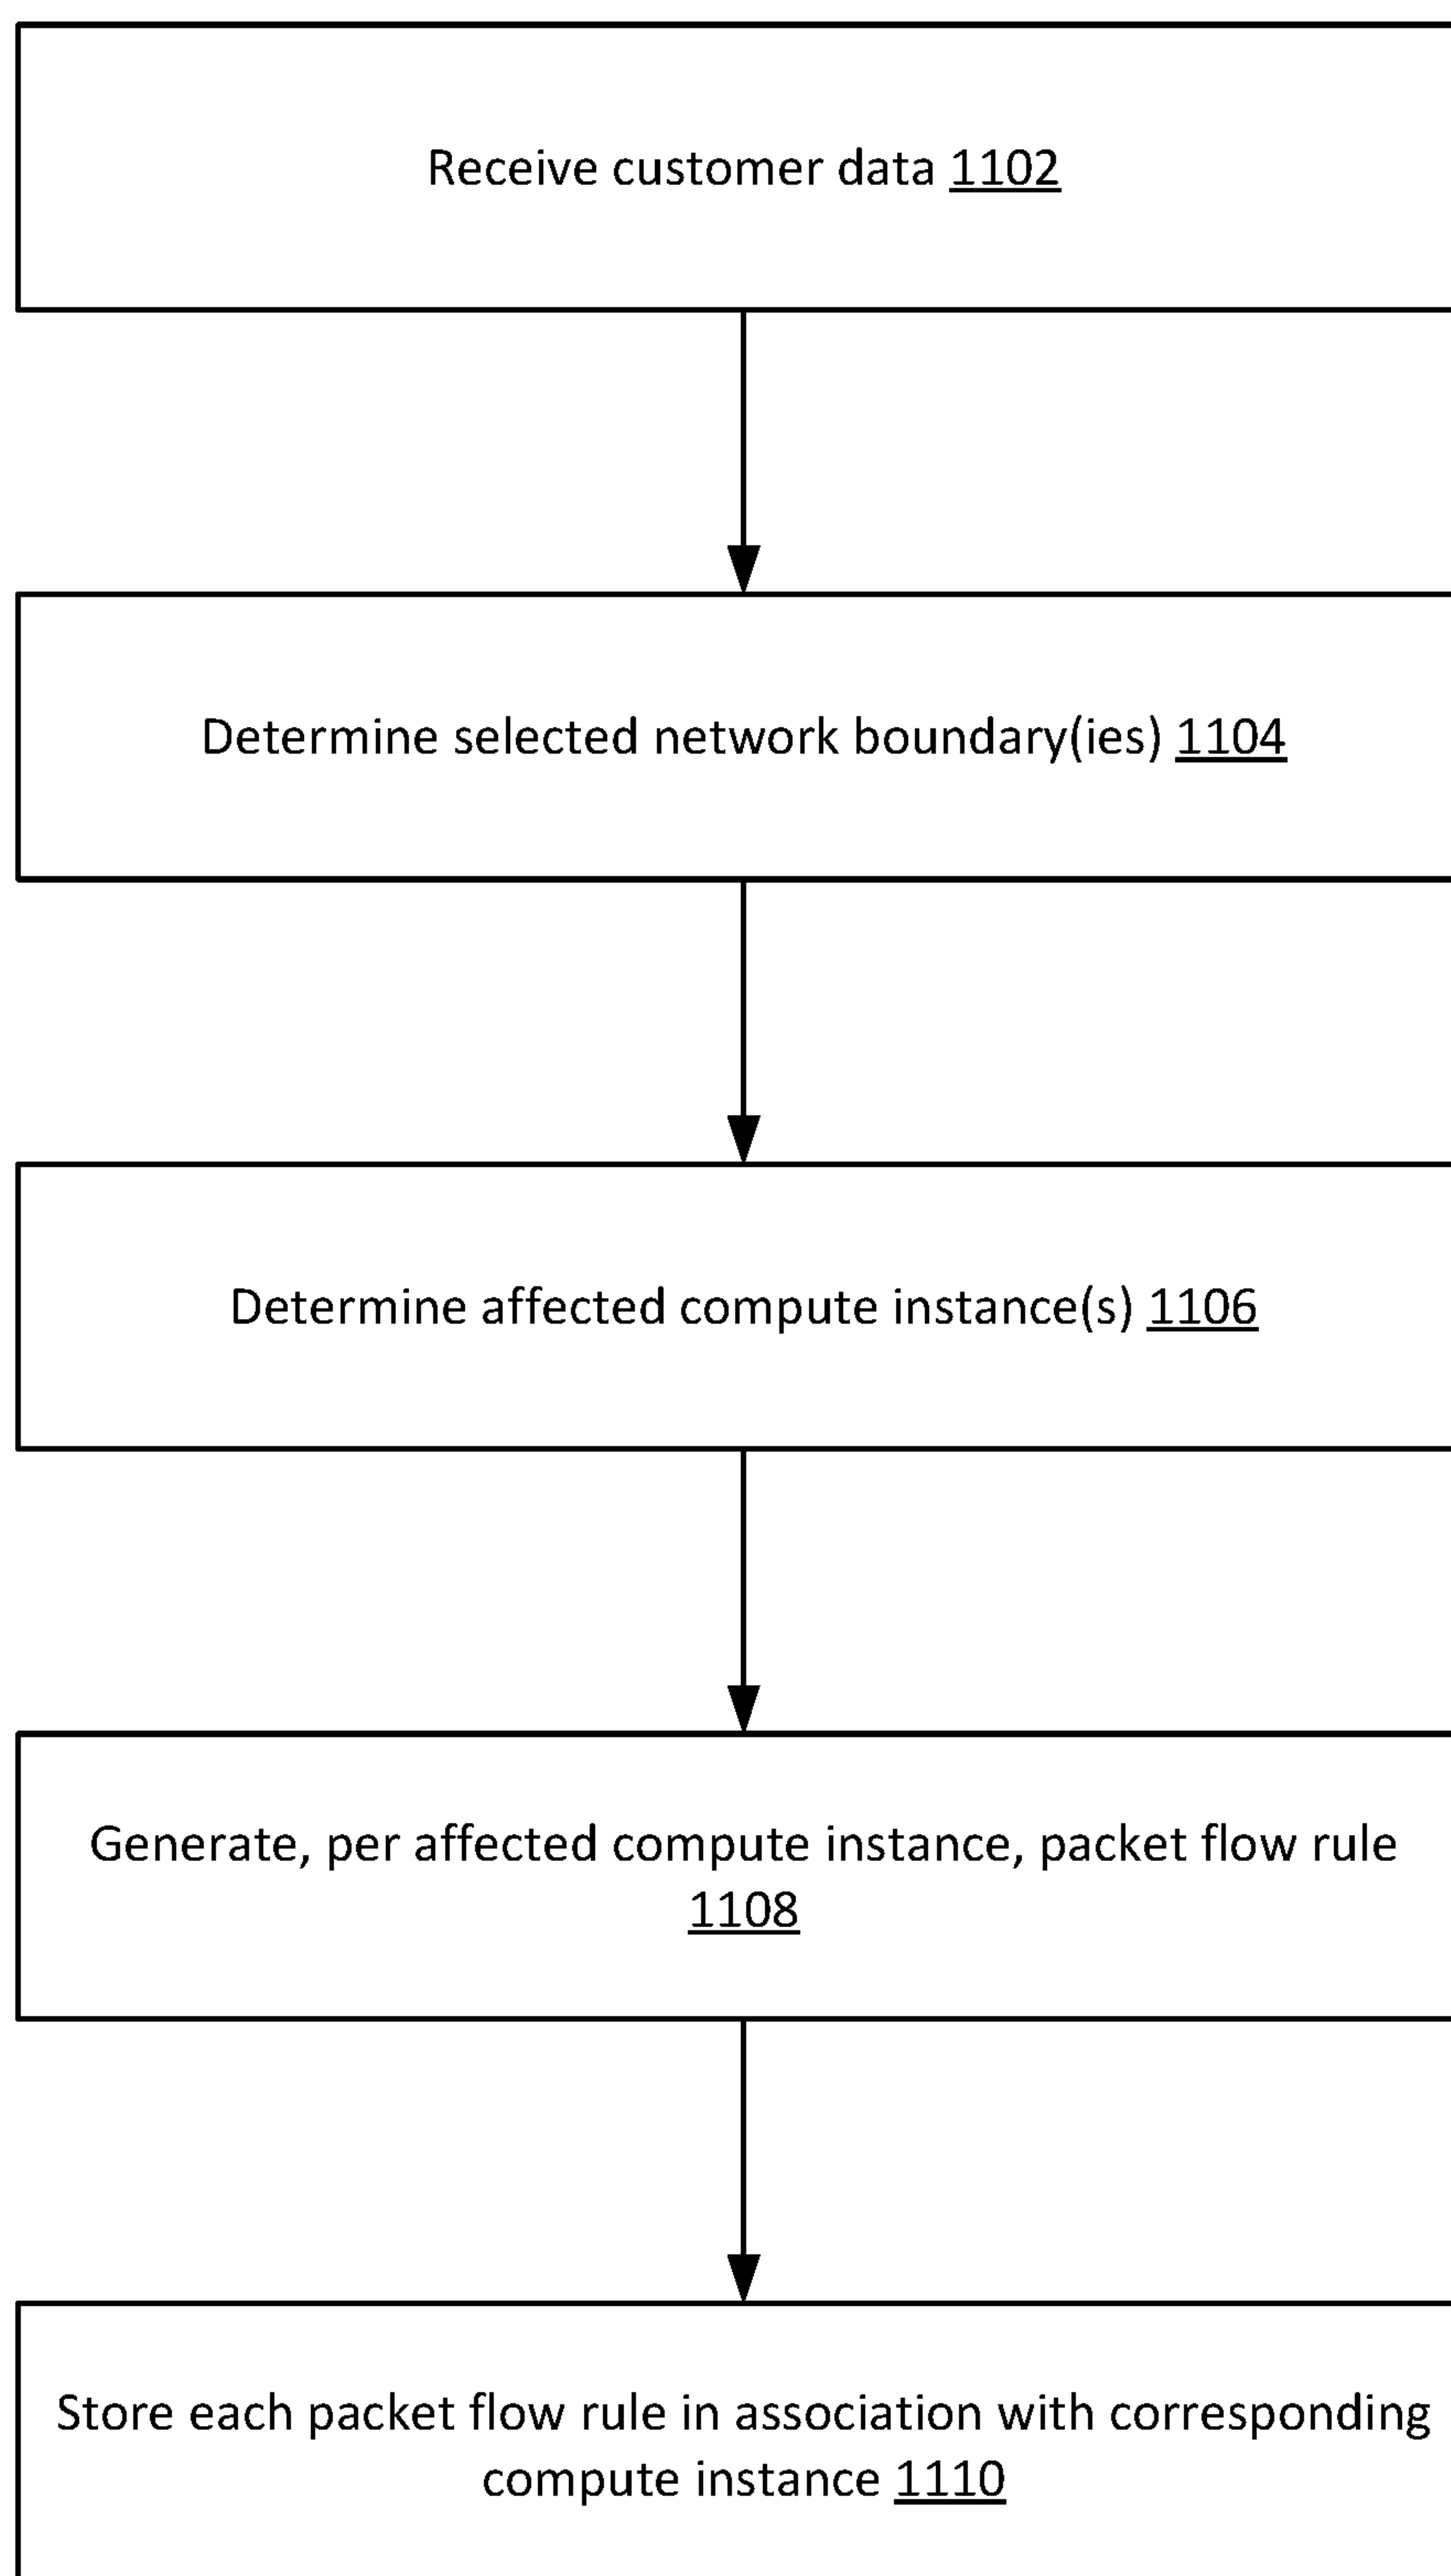 Receive customer data 1102
Determine selected network boundary(ies) 1104
Determine affected compute instance(s) 1106
Generate, per affected compute instance, packet flow rule
1108
Store each packet flow rule in association with corresponding
compute instance 1110